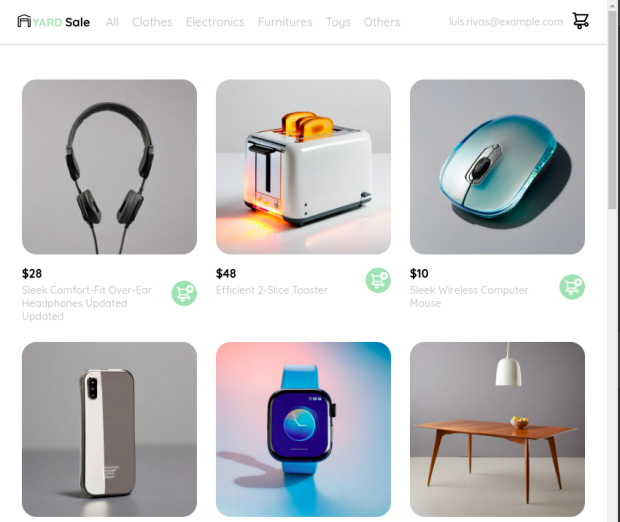 YARD Sale All Clothes Electronics Furnitures Toys Others luis.rivas@example.com
$28
Sleek Comfort-Fit Over-Ear
Headphones Updated
Updated
$48
Efficient 2-Slice Toaster
$10
Sleek Wireless Computer
Mouse